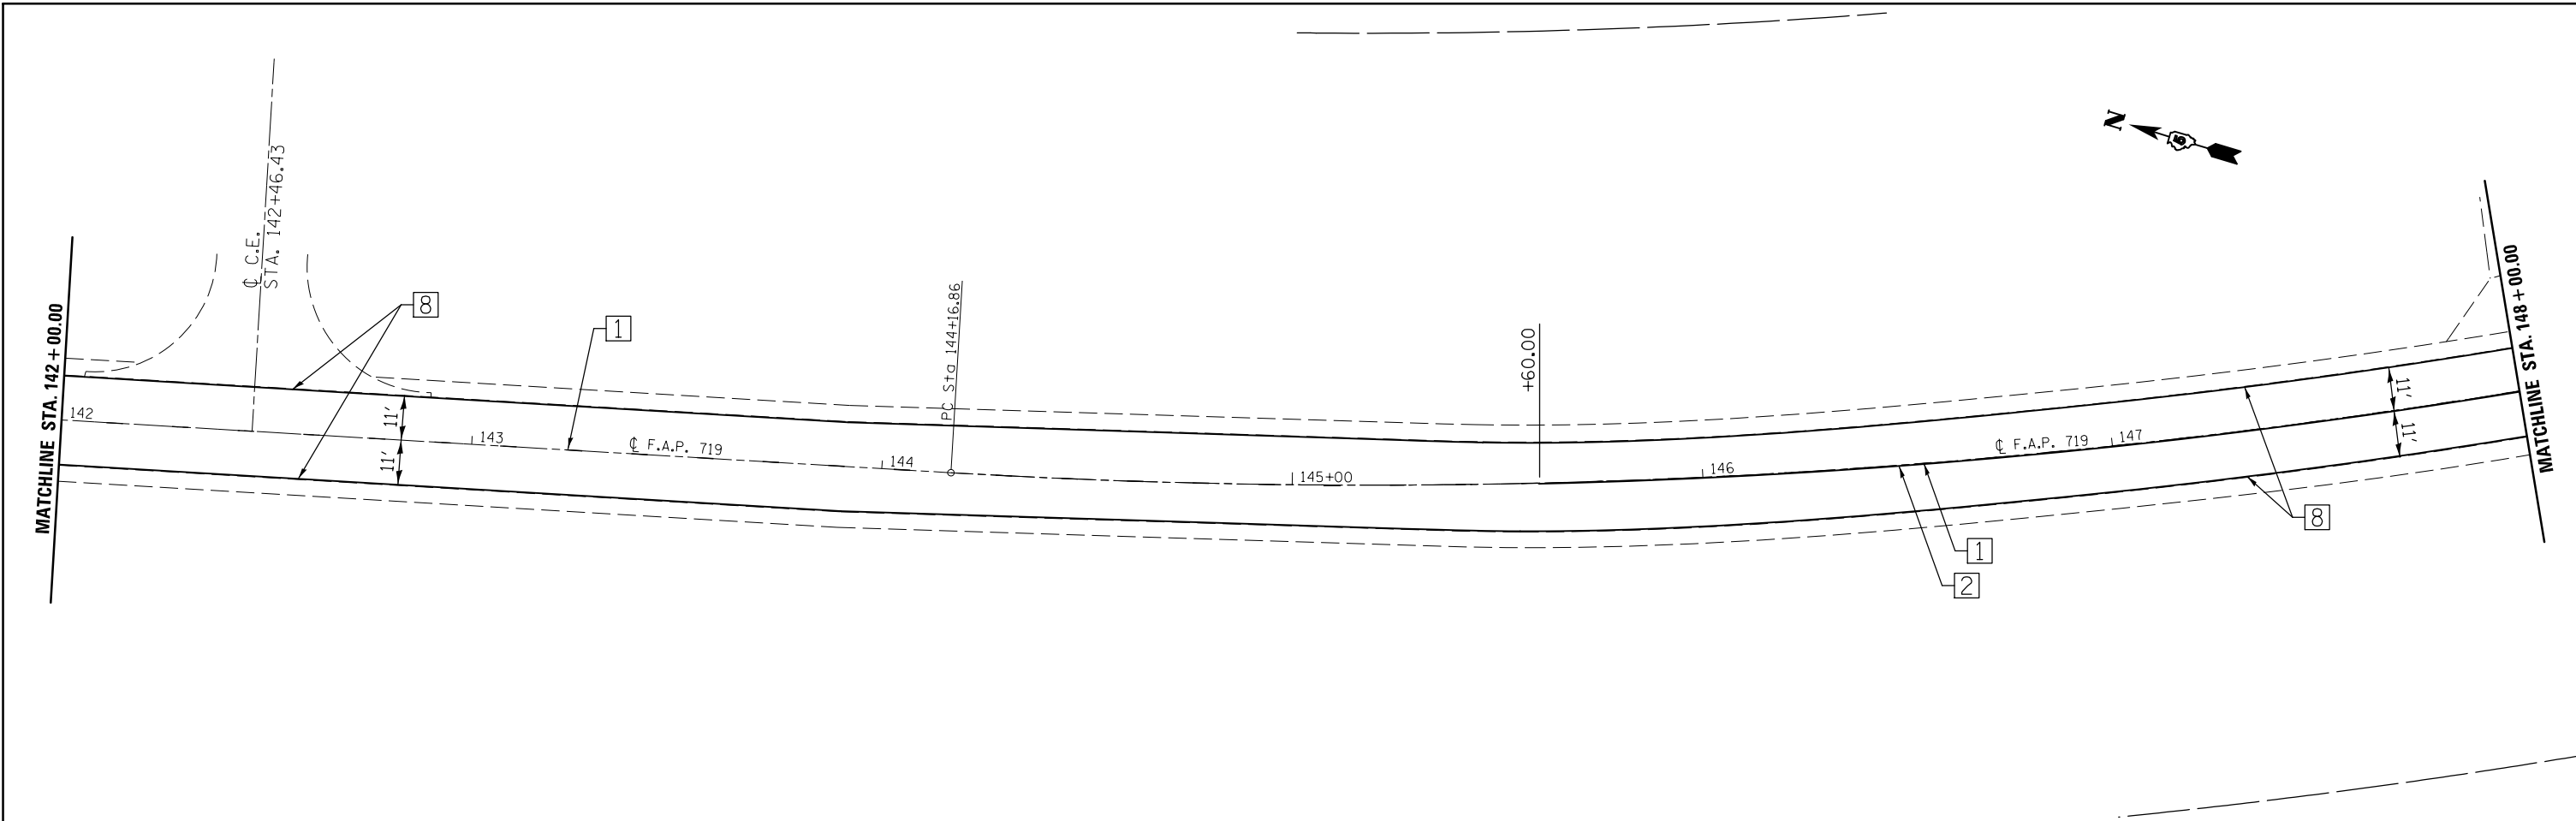 N
℄ C.E.
STA. 142+46.43
MATCHLINE STA. 142+00.00
8
1
PC Sta 144+16.86
+60.00
MATCHLINE STA. 148+00.00
142
11'
11'
143
℄ F.A.P. 719
144
145+00
146
℄ F.A.P. 719
147
11'
11'
8
1
2